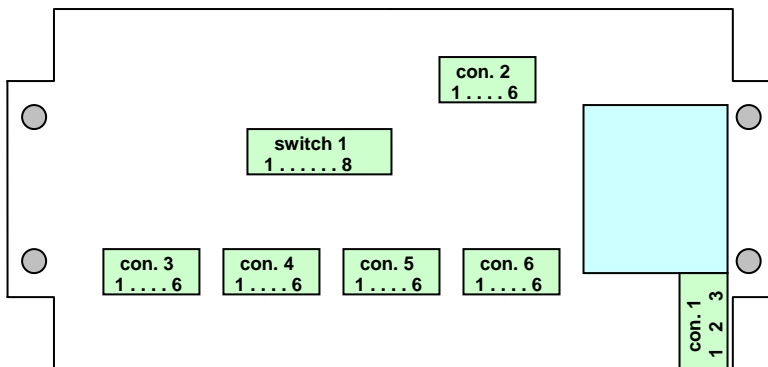 con. 2
1 . . . . 6
switch 1
1 . . . . . . 8
con. 3
1 . . . . 6
con. 4
1 . . . . 6
con. 5
1 . . . . 6
con. 6
1 . . . . 6
con. 1
1 2 3